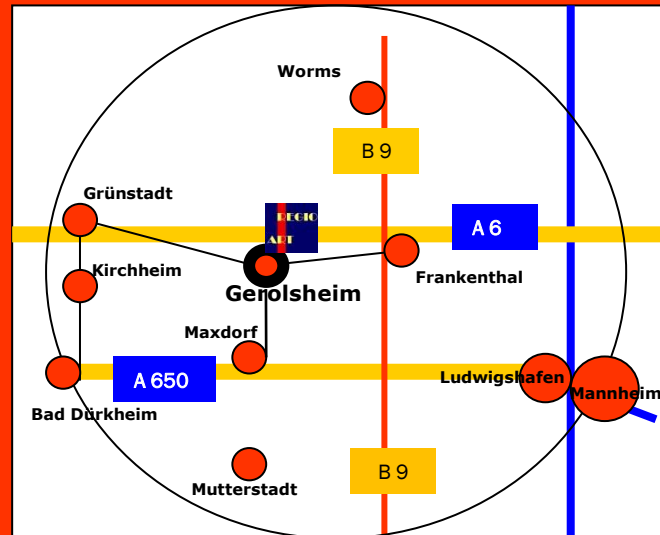 Worms
B 9
Grünstadt
REGIO
ART
A 6
Kirchheim
Frankenthal
Gerolsheim
Maxdorf
A 650
Ludwigshafen
Mannheim
Bad Dürkheim
B 9
Mutterstadt